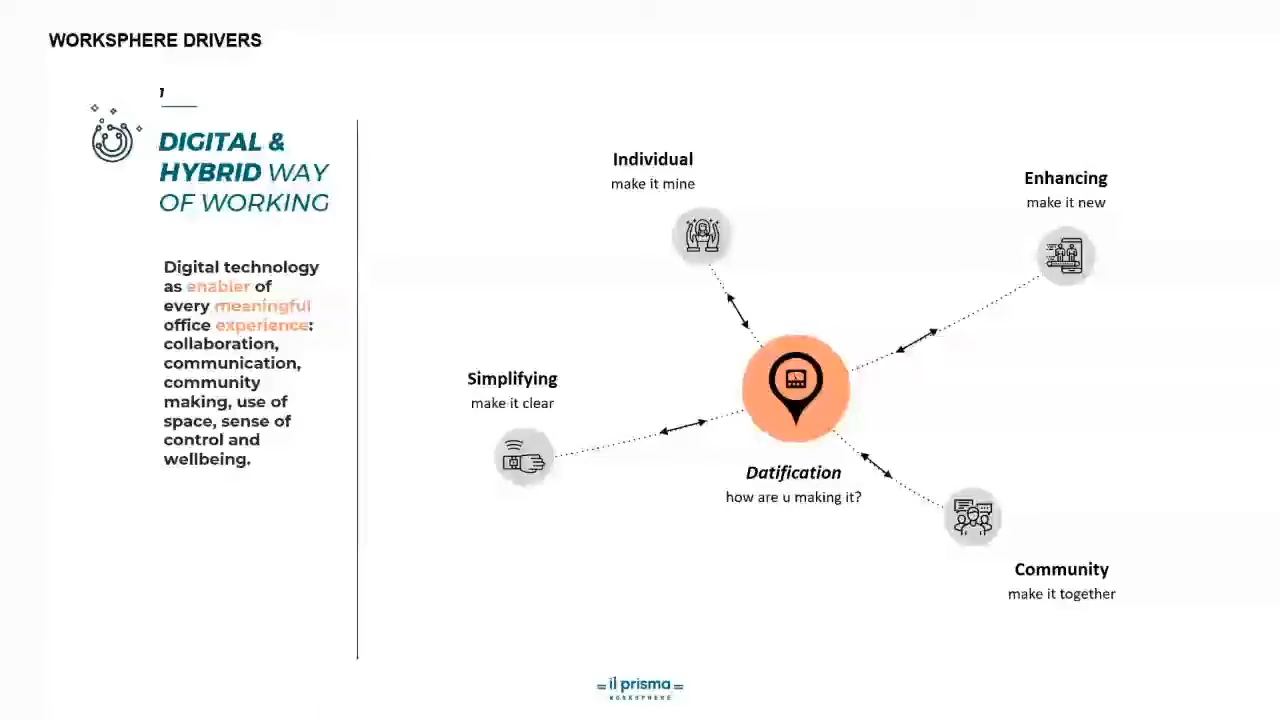 WORKSPHERE DRIVERS
1
DIGITAL &
HYBRID WAY
OF WORKING
Digital technology
as enabler of
every meaningful
office experience:
collaboration,
communication,
community
making, use of
space, sense of
control and
wellbeing.
Individual
make it mine
Enhancing
make it new
Simplifying
make it clear
Datification
how are u making it?
Community
make it together
il prisma
WORKSPHERE